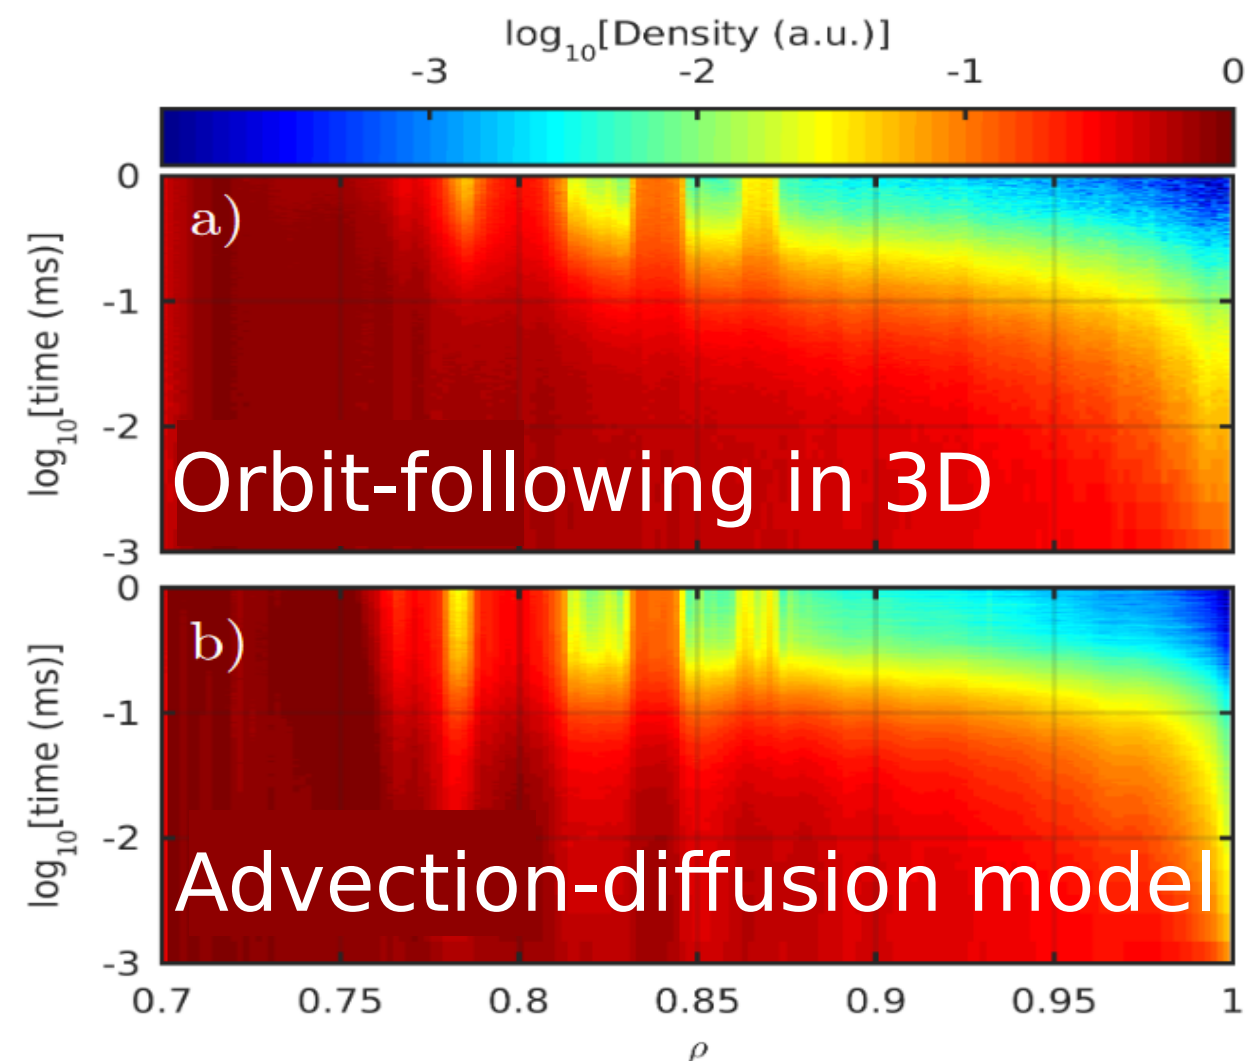 log10[Density (a.u.)]
-3 -2 -1 0
0
a)
log10[time (ms)]
-1
-2
Orbit-following in 3D
-3
0
b)
log10[time (ms)]
-1
-2
Advection-diffusion model
-3
0.7 0.75 0.8 0.85 0.9 0.95 1
ρ